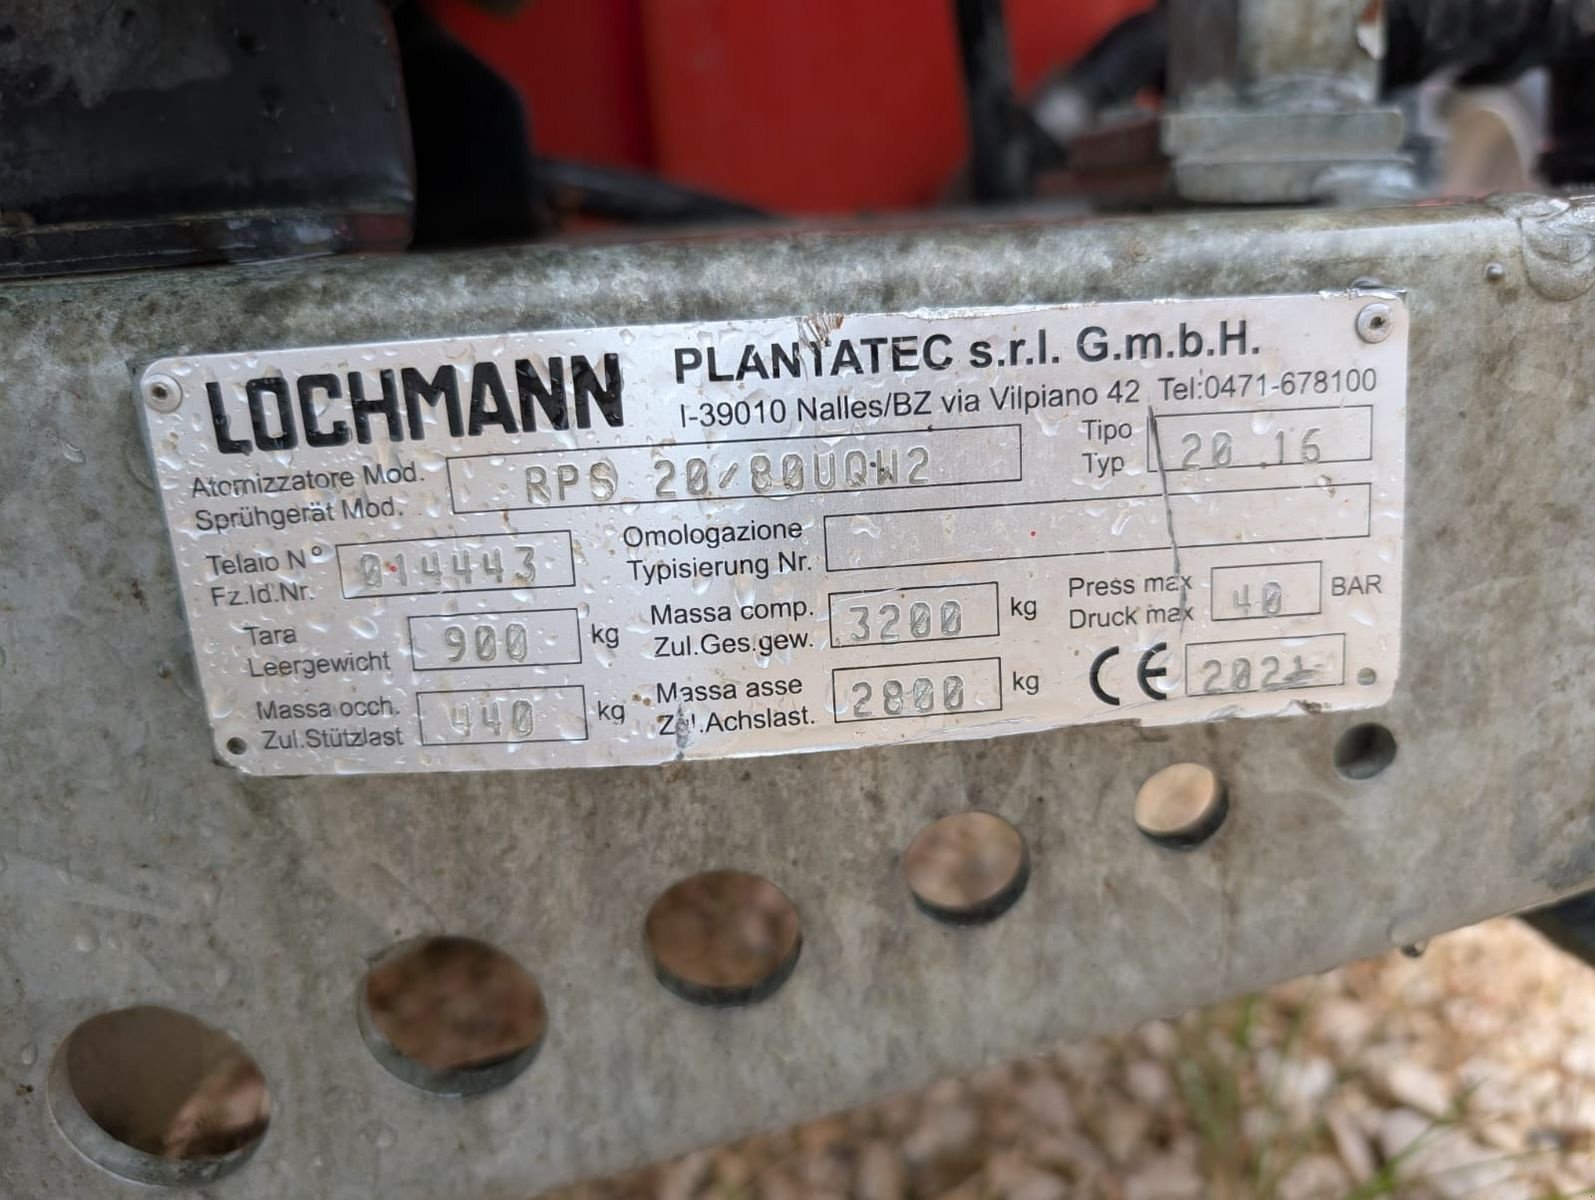 LOCHMANN
PLANTATEC s.r.l. G.m.b.H.
I-39010 Nalles/BZ via Vilpiano 42 Tel:0471-678100
Atomizzatore Mod.
Sprühgerät Mod.
RPS 20/80UQW2
Tipo
Typ
20.16
Telaio N°
Fz.Id.Nr.
014443
Omologazione
Typisierung Nr.
Tara
Leergewicht
900 kg
Massa comp.
Zul.Ges.gew.
3200 kg
Press max
Druck max
40 BAR
Massa occh.
Zul.Stützlast
440 kg
Massa asse
Zul.Achslast.
2800 kg
CE
2021